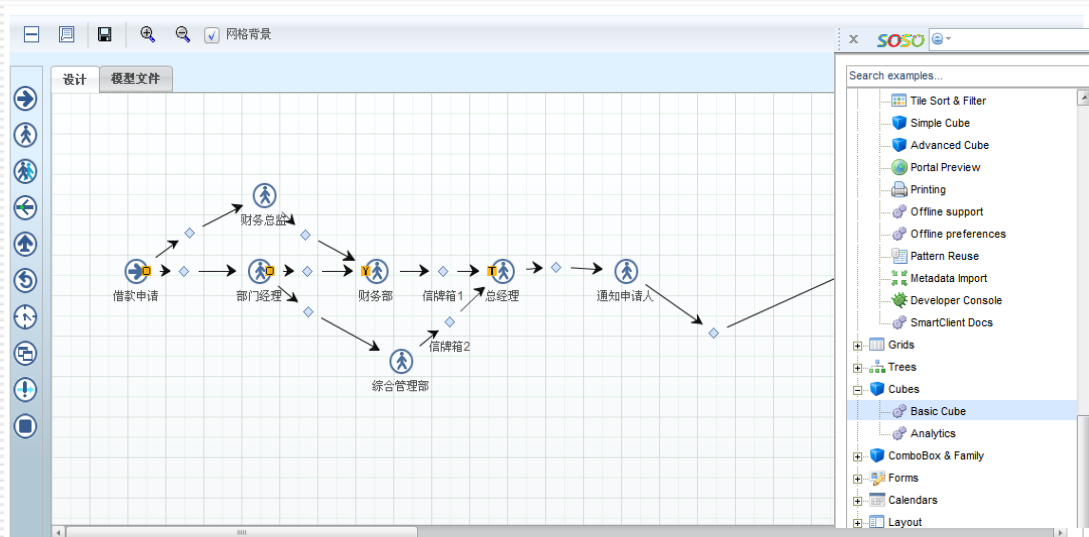 网格背景
设计
模型文件
财务总监
借款申请
部门经理
财务部
信牌箱1
总经理
通知申请人
信牌箱2
综合管理部
Y
T
SOSO
Search examples...
Tile Sort & Filter
Simple Cube
Advanced Cube
Portal Preview
Printing
Offline support
Offline preferences
Pattern Reuse
Metadata Import
Developer Console
SmartClient Docs
Grids
Trees
Cubes
Basic Cube
Analytics
ComboBox & Family
Forms
Calendars
Layout